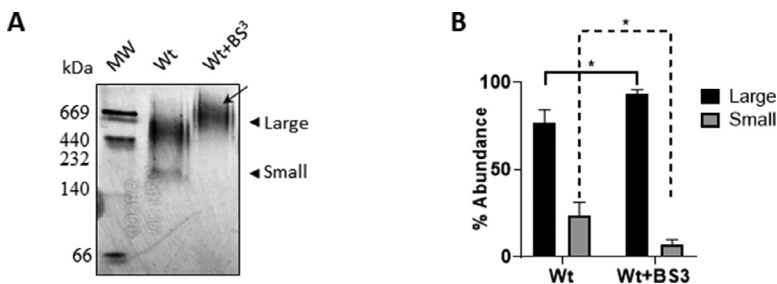 A
kDa
MW
Wt
Wt+BS³
669
440
232
140
66
Large
Small
B
*
*
% Abundance
100
50
0
Wt
Wt+BS3
Large
Small